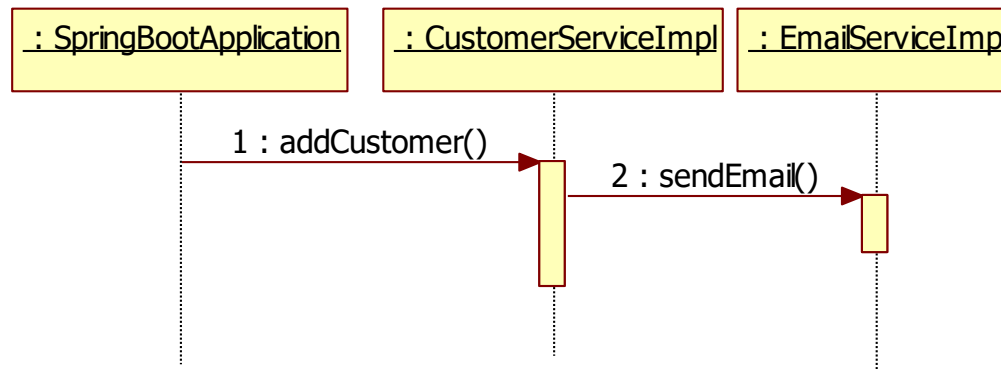 : SpringBootApplication
: CustomerServiceImpl
: EmailServiceImp
1 : addCustomer()
2 : sendEmail()